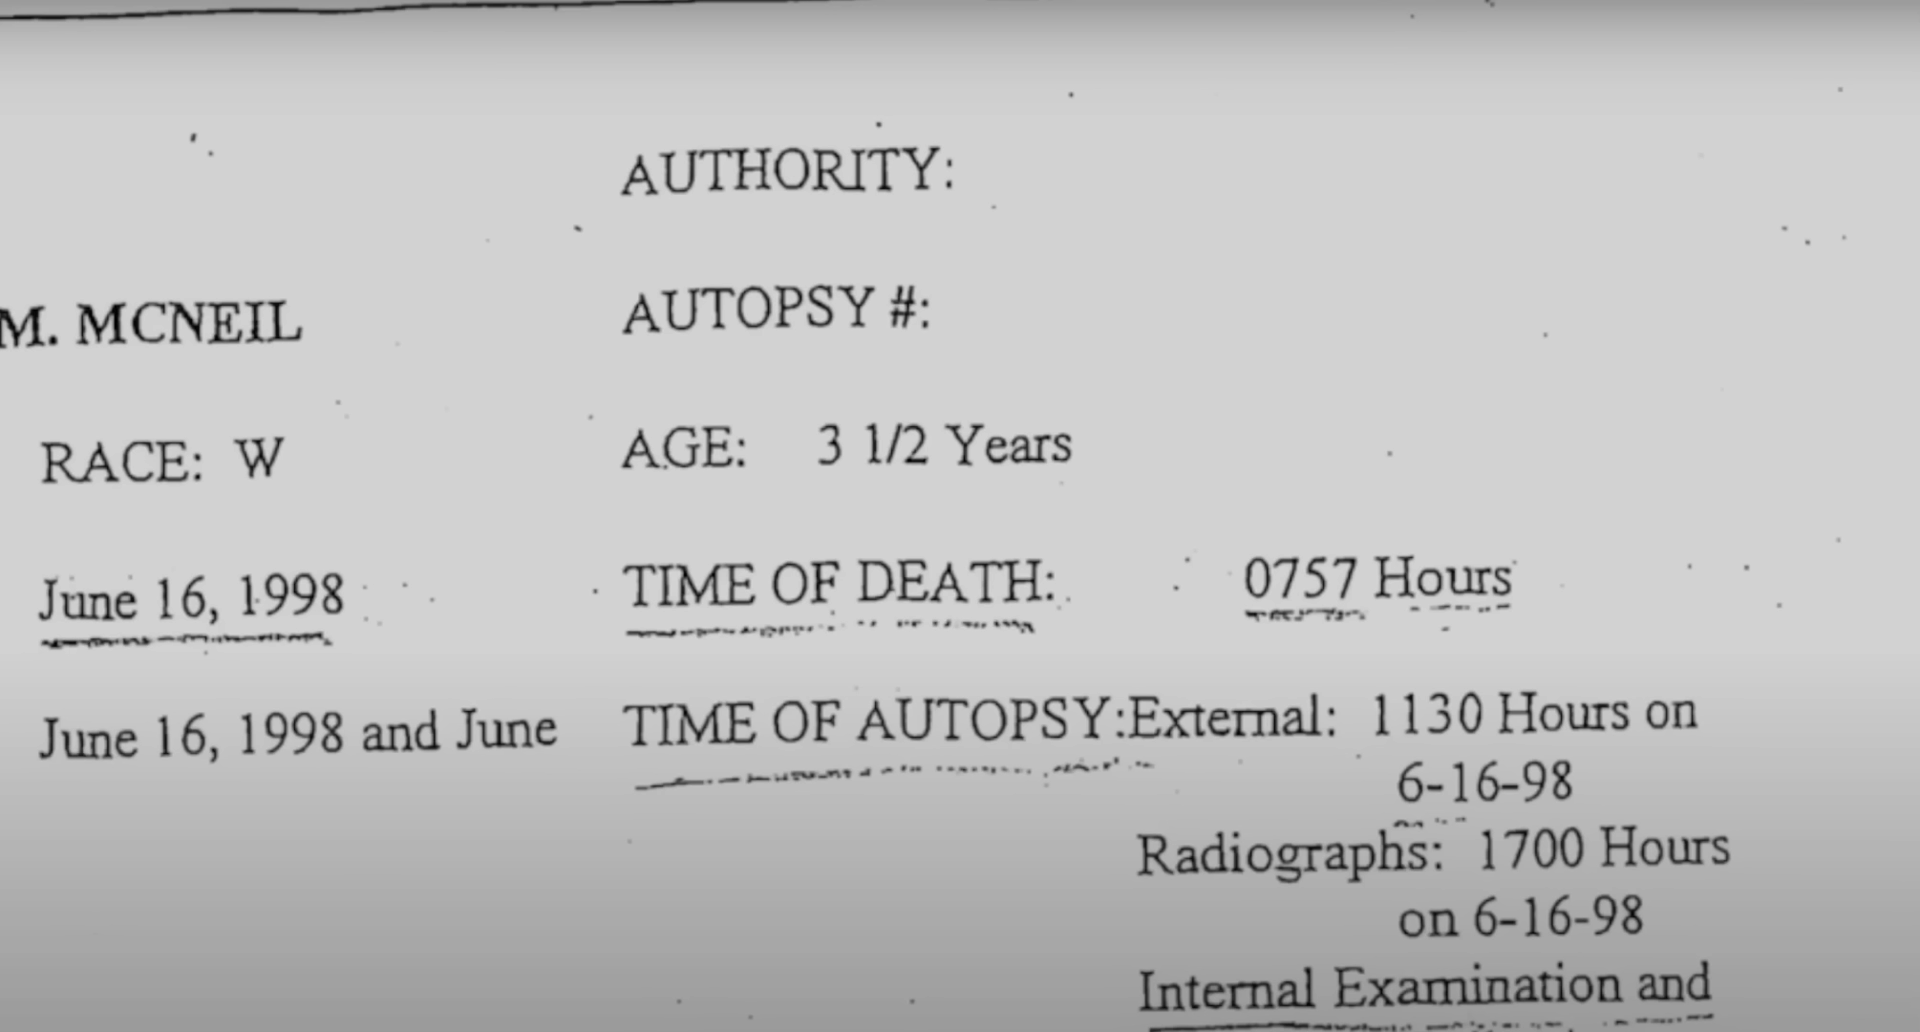 AUTHORITY:
M. MCNEIL AUTOPSY #:
RACE: W AGE: 3 1/2 Years
June 16, 1998 TIME OF DEATH: 0757 Hours
June 16, 1998 and June TIME OF AUTOPSY:External: 1130 Hours on
6-16-98
Radiographs: 1700 Hours
on 6-16-98
Internal Examination and